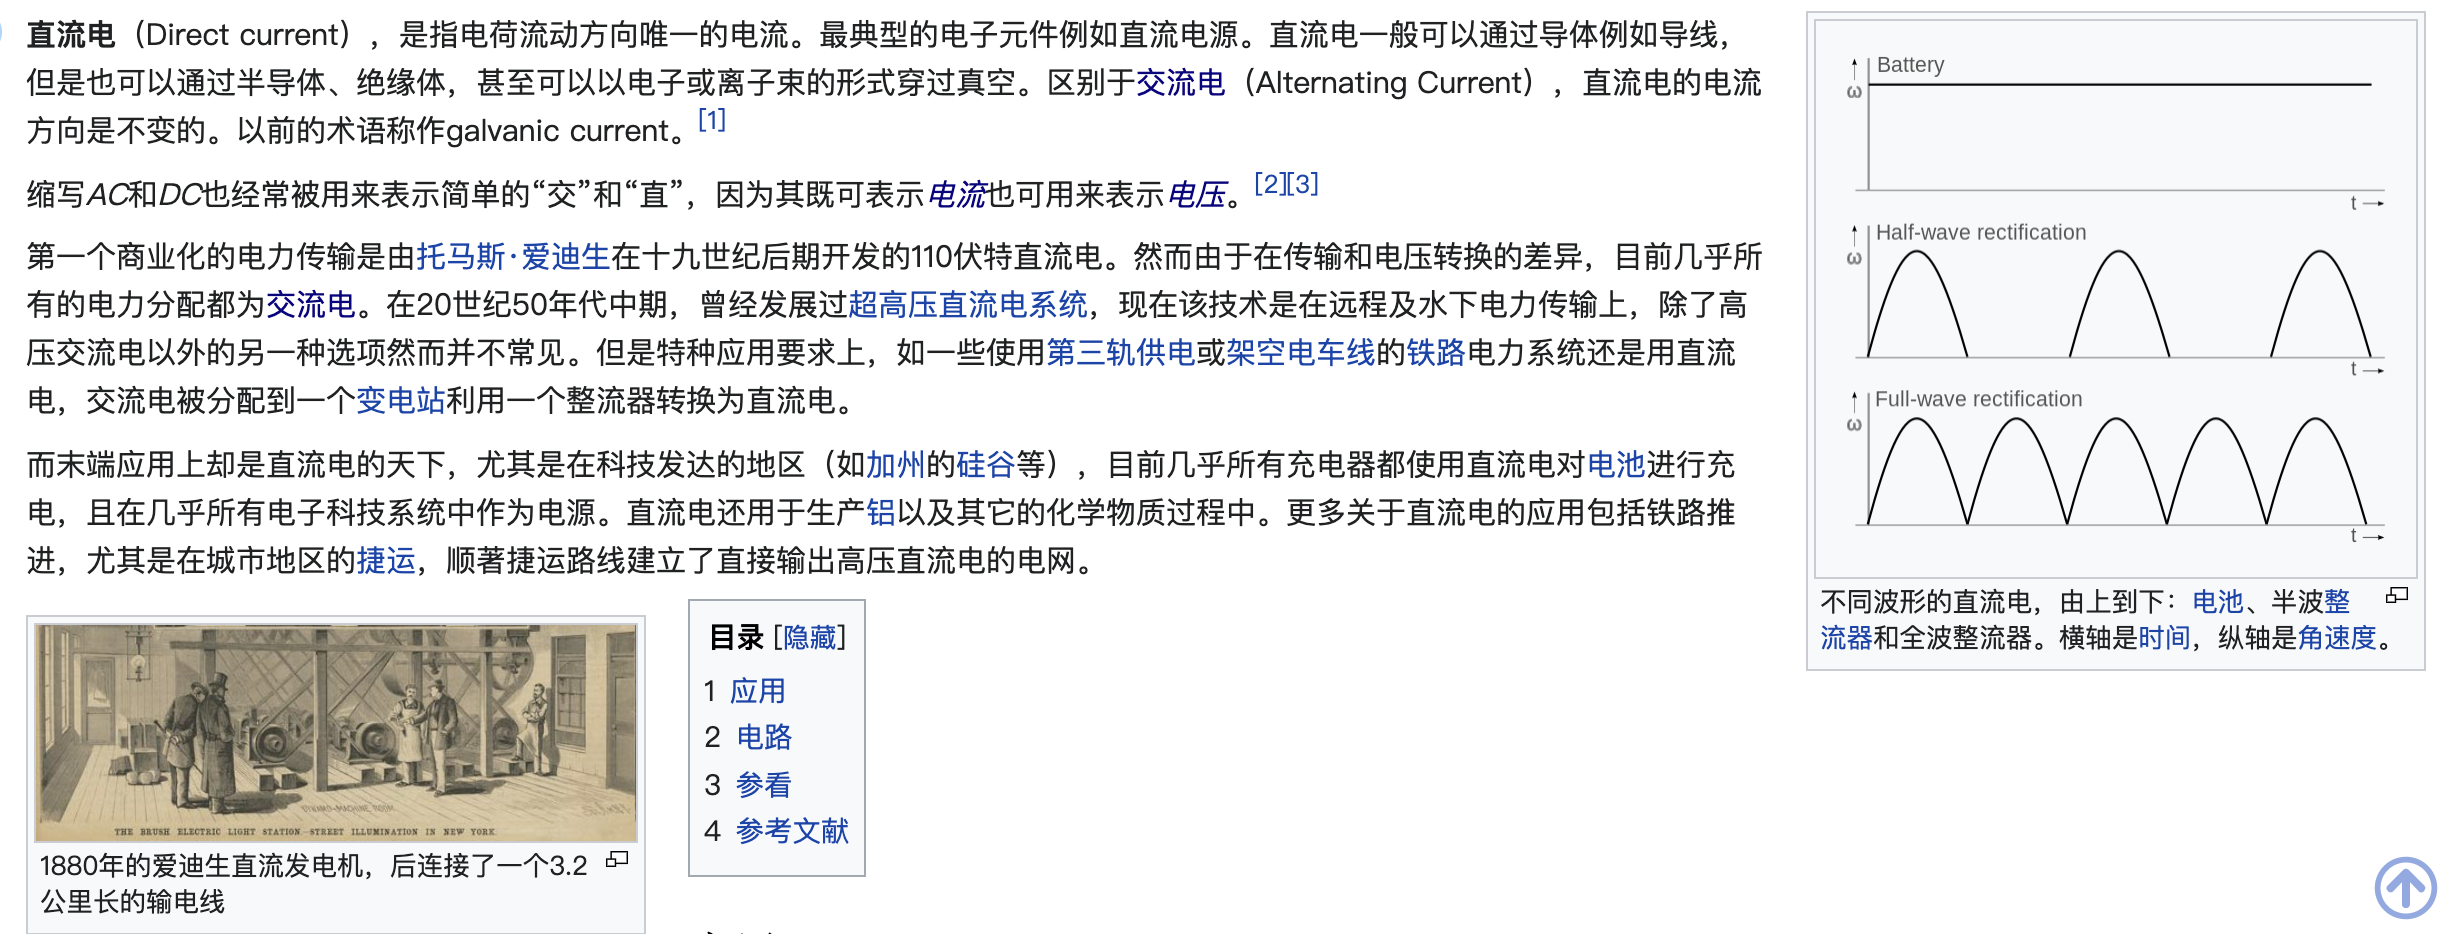 直流电（Direct current），是指电荷流动方向唯一的电流。最典型的电子元件例如直流电源。直流电一般可以通过导体例如导线，
但是也可以通过半导体、绝缘体，甚至可以以电子或离子束的形式穿过真空。区别于交流电（Alternating Current），直流电的电流
方向是不变的。以前的术语称作galvanic current。[1]
缩写AC和DC也经常被用来表示简单的“交”和“直”，因为其既可表示电流也可用来表示电压。[2][3]
第一个商业化的电力传输是由托马斯·爱迪生在十九世纪后期开发的110伏特直流电。然而由于在传输和电压转换的差异，目前几乎所
有的电力分配都为交流电。在20世纪50年代中期，曾经发展过超高压直流电系统，现在该技术是在远程及水下电力传输上，除了高
压交流电以外的另一种选项然而并不常见。但是特种应用要求上，如一些使用第三轨供电或架空电车线的铁路电力系统还是用直流
电，交流电被分配到一个变电站利用一个整流器转换为直流电。
而末端应用上却是直流电的天下，尤其是在科技发达的地区（如加州的硅谷等），目前几乎所有充电器都使用直流电对电池进行充
电，且在几乎所有电子科技系统中作为电源。直流电还用于生产铝以及其它的化学物质过程中。更多关于直流电的应用包括铁路推
进，尤其是在城市地区的捷运，顺著捷运路线建立了直接输出高压直流电的电网。
Battery
ω
t
Half-wave rectification
ω
t
Full-wave rectification
ω
t
不同波形的直流电，由上到下：电池、半波整
流器和全波整流器。横轴是时间，纵轴是角速度。
DYNAMO-MACHINE ROOM
THE BRUSH ELECTRIC LIGHT STATION.—STREET ILLUMINATION IN NEW YORK.
1880年的爱迪生直流发电机，后连接了一个3.2
公里长的输电线
目录 [隐藏]
1 应用
2 电路
3 参看
4 参考文献